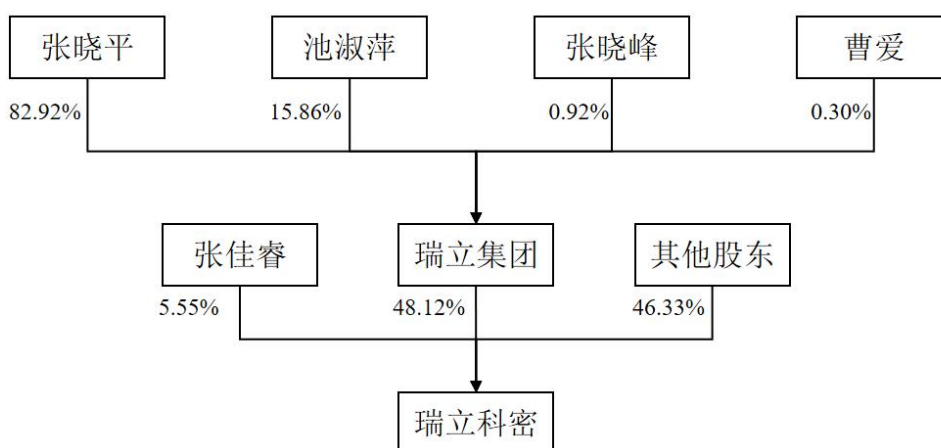 张晓平
池淑萍
张晓峰
曹爱
82.92%
15.86%
0.92%
0.30%
张佳睿
瑞立集团
其他股东
5.55%
48.12%
46.33%
瑞立科密